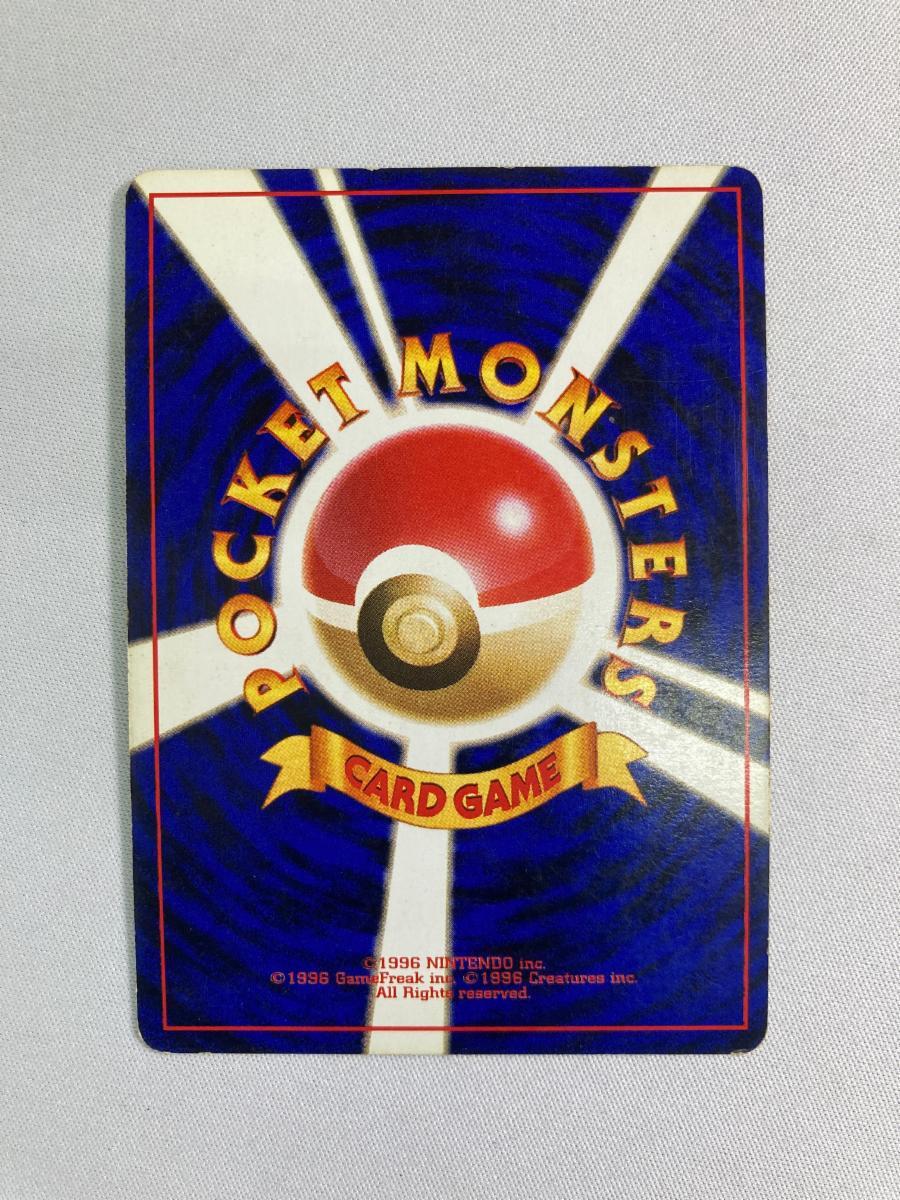 POCKET MONSTERS
CARD GAME
©1996 NINTENDO inc.
©1996 GameFreak inc. ©1996 Creatures inc.
All Rights reserved.